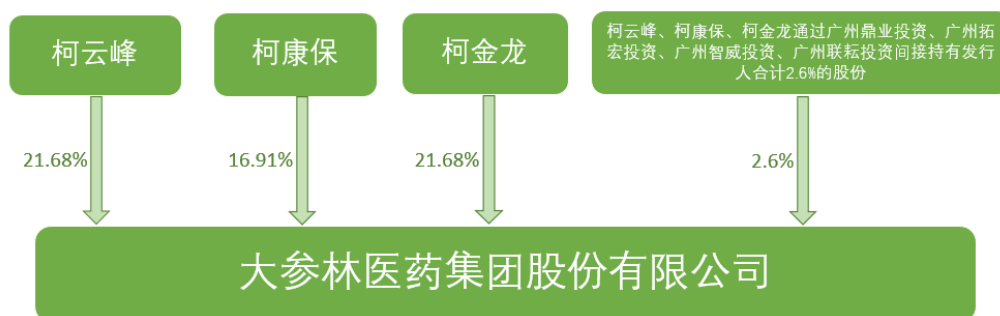 柯云峰
柯康保
柯金龙
柯云峰、柯康保、柯金龙通过广州鼎业投资、广州拓
宏投资、广州智威投资、广州联耘投资间接持有发行
人合计2.6%的股份
21.68%
16.91%
21.68%
2.6%
大参林医药集团股份有限公司